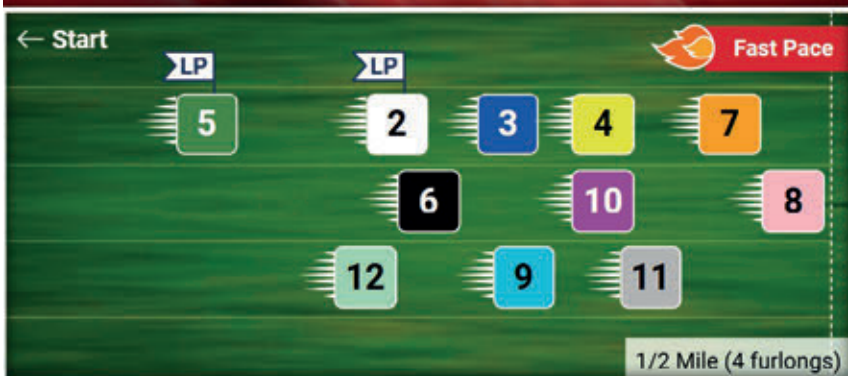 ← Start
Fast Pace
LP LP
5 2 3 4 7
6 10 8
12 9 11
1/2 Mile (4 furlongs)